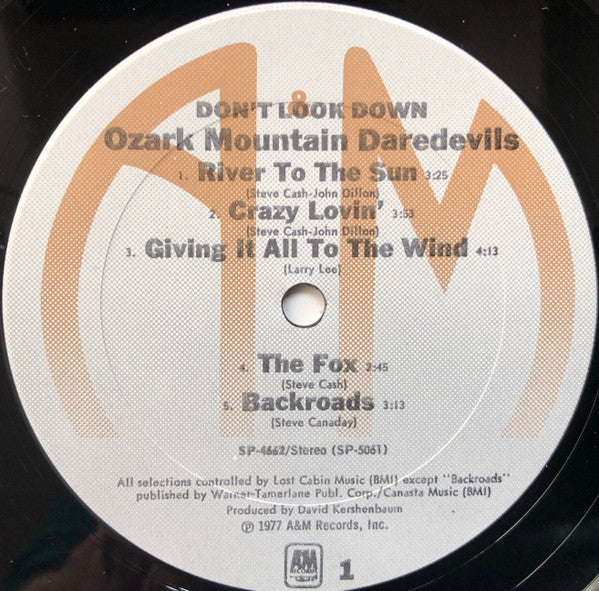 A&M
DON'T LOOK DOWN
Ozark Mountain Daredevils
1. River To The Sun 3:25
(Steve Cash-John Dillon)
2. Crazy Lovin' 3:53
(Steve Cash-John Dillon)
3. Giving It All To The Wind 4:13
(Larry Lee)
4. The Fox 2:45
(Steve Cash)
5. Backroads 3:13
(Steve Canaday)
SP-4662/Stereo (SP-5061)
All selections controlled by Lost Cabin Music (BMI) except "Backroads"
published by Warner-Tamerlane Publ. Corp./Canasta Music (BMI)
Produced by David Kershenbaum
℗ 1977 A&M Records, Inc.
A&M
RECORDS
1